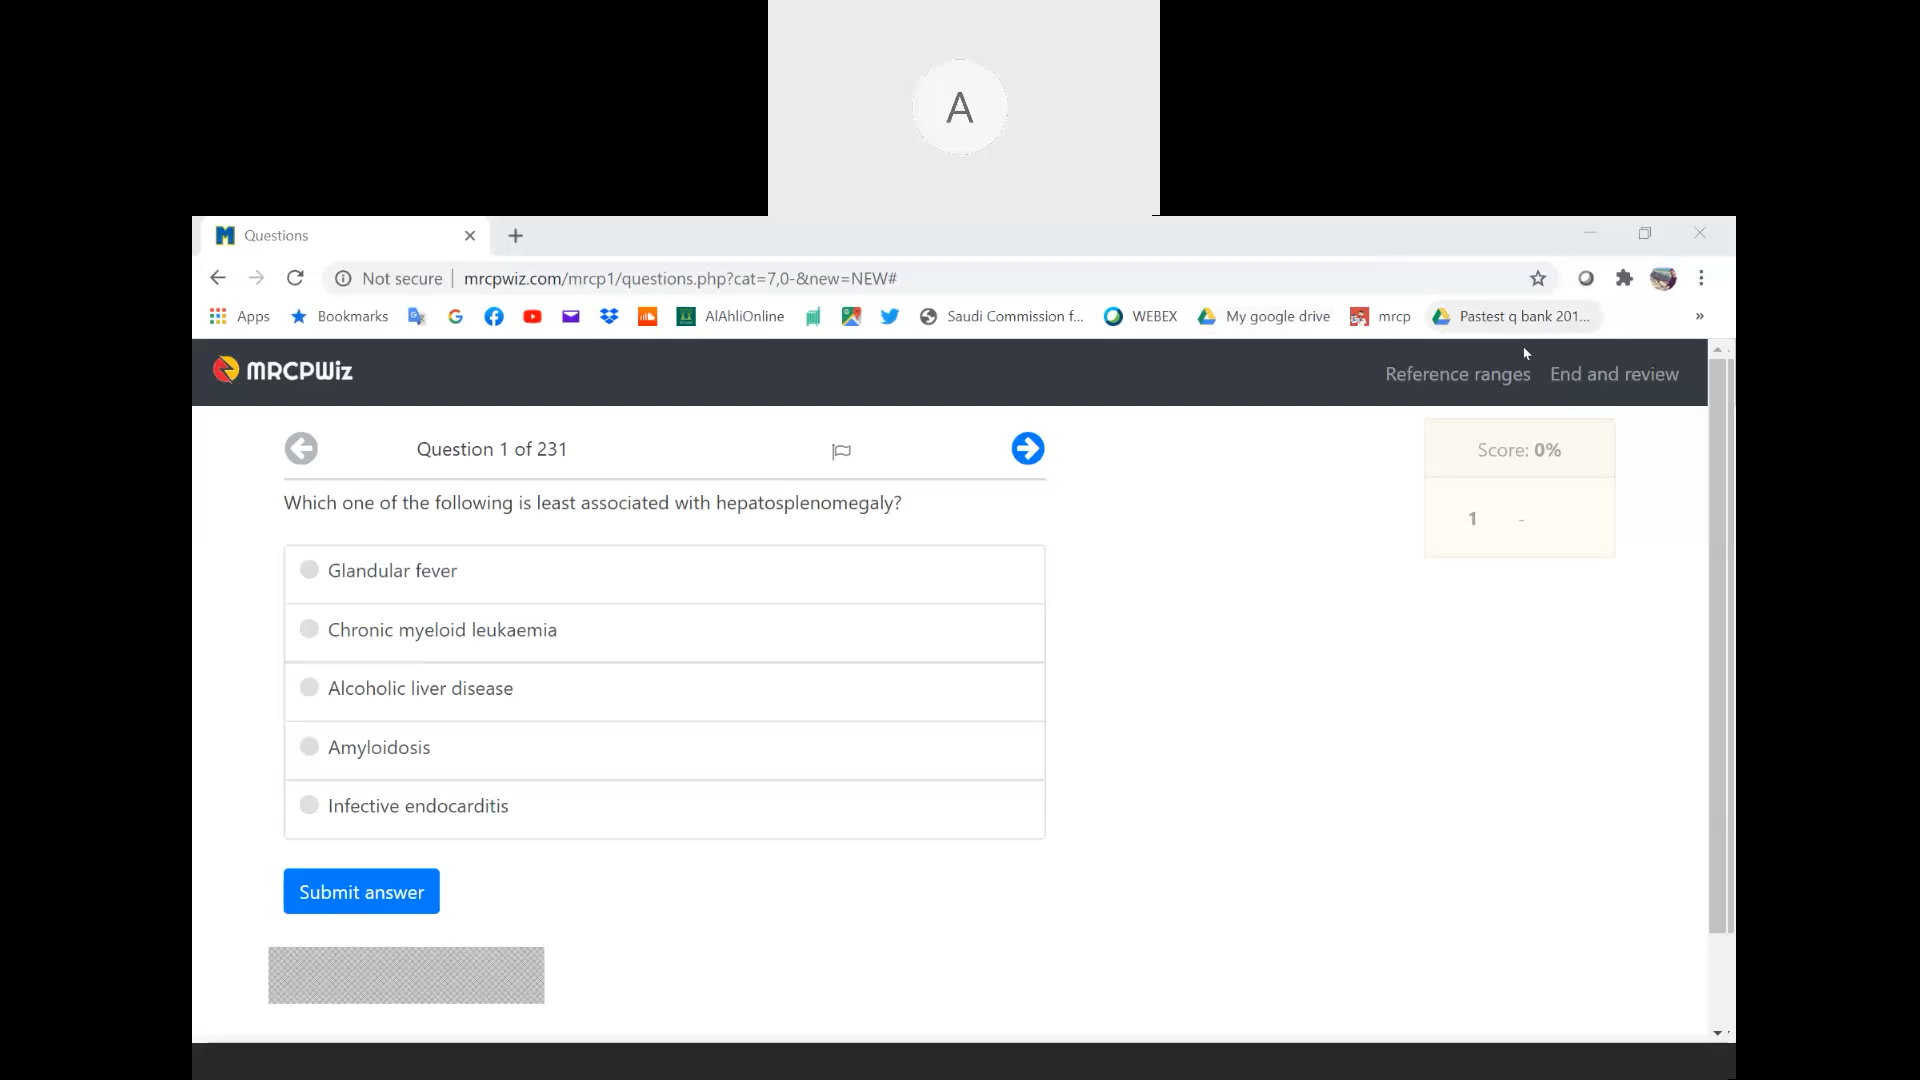 A
Questions
Not secure mrcpwiz.com/mrcp1/questions.php?cat=7,0-&new=NEW#
Apps Bookmarks AlAhliOnline Saudi Commission f... WEBEX My google drive mrcp Pastest q bank 201... »
MRCPWiz Reference ranges End and review
Question 1 of 231
Score: 0%
Which one of the following is least associated with hepatosplenomegaly?
1 -
Glandular fever
Chronic myeloid leukaemia
Alcoholic liver disease
Amyloidosis
Infective endocarditis
Submit answer